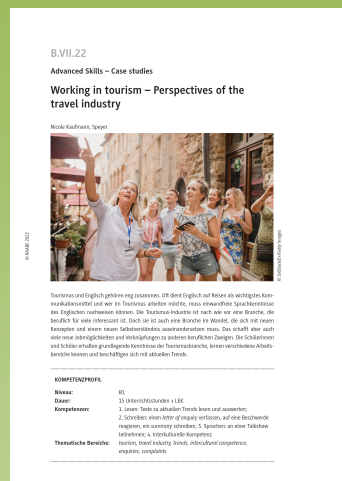 B.VII.22
Advanced Skills – Case studies
Working in tourism – Perspectives of the
travel industry
Nicole Kaufmann, Speyer
© RAABE 2022
Tourismus und Englisch gehören eng zusammen. Oft dient Englisch auf Reisen als wichtigstes Kom-
munikationsmittel und wer im Tourismus arbeiten möchte, muss einwandfreie Sprachkenntnisse
des Englischen nachweisen können. Die Tourismus-Industrie ist nach wie vor eine Branche, die
beruflich für viele interessant ist. Doch sie ist auch eine Branche im Wandel, die sich mit neuen
Konzepten und einem neuen Selbstverständnis auseinandersetzen muss. Das schafft aber auch
viele neue Jobmöglichkeiten und Verknüpfungen zu anderen beruflichen Zweigen. Die Schülerinnen
und Schüler erhalten grundlegende Kenntnisse der Tourismusbranche, lernen verschiedene Arbeits-
bereiche kennen und beschäftigen sich mit aktuellen Trends.
KOMPETENZPROFIL
Niveau: B1
Dauer: 15 Unterrichtsstunden + LEK
Kompetenzen: 1. Lesen: Texte zu aktuellen Trends lesen und auswerten;
2. Schreiben: einen letter of enquiry verfassen, auf eine Beschwerde
reagieren, ein summary schreiben; 3. Sprechen: an einer Talkshow
teilnehmen; 4. Interkulturelle Kompetenz
Thematische Bereiche: tourism, travel industry, trends, intercultural competence,
enquiries, complaints